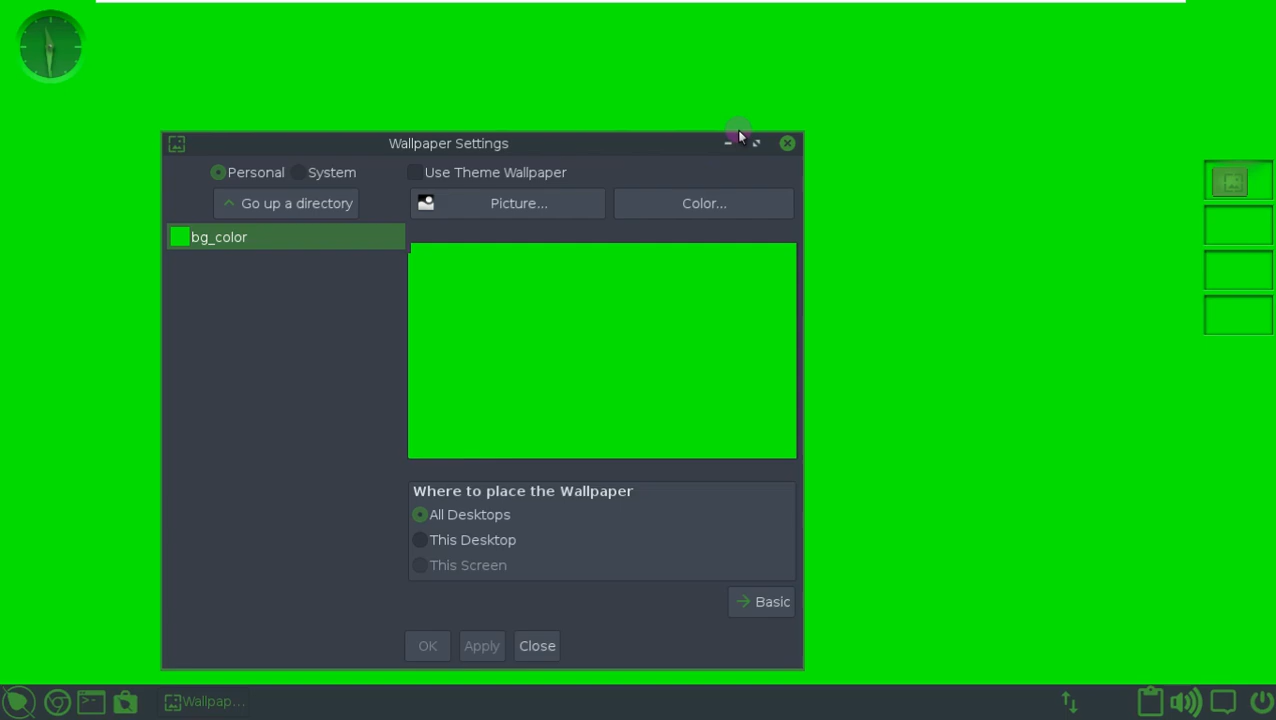 Wallpaper Settings
Personal System Use Theme Wallpaper
Go up a directory Picture... Color...
bg_color
Where to place the Wallpaper
All Desktops
This Desktop
This Screen
Basic
OK Apply Close
Wallpap...